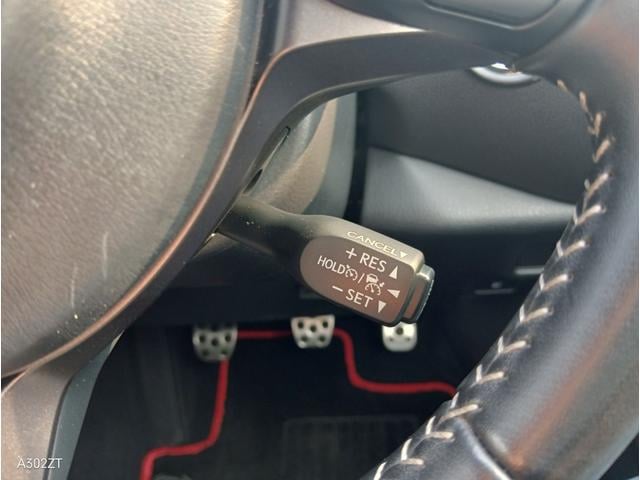 CANCEL▼
+ RES ▲
HOLD / ◀
− SET ▼
A302ZT